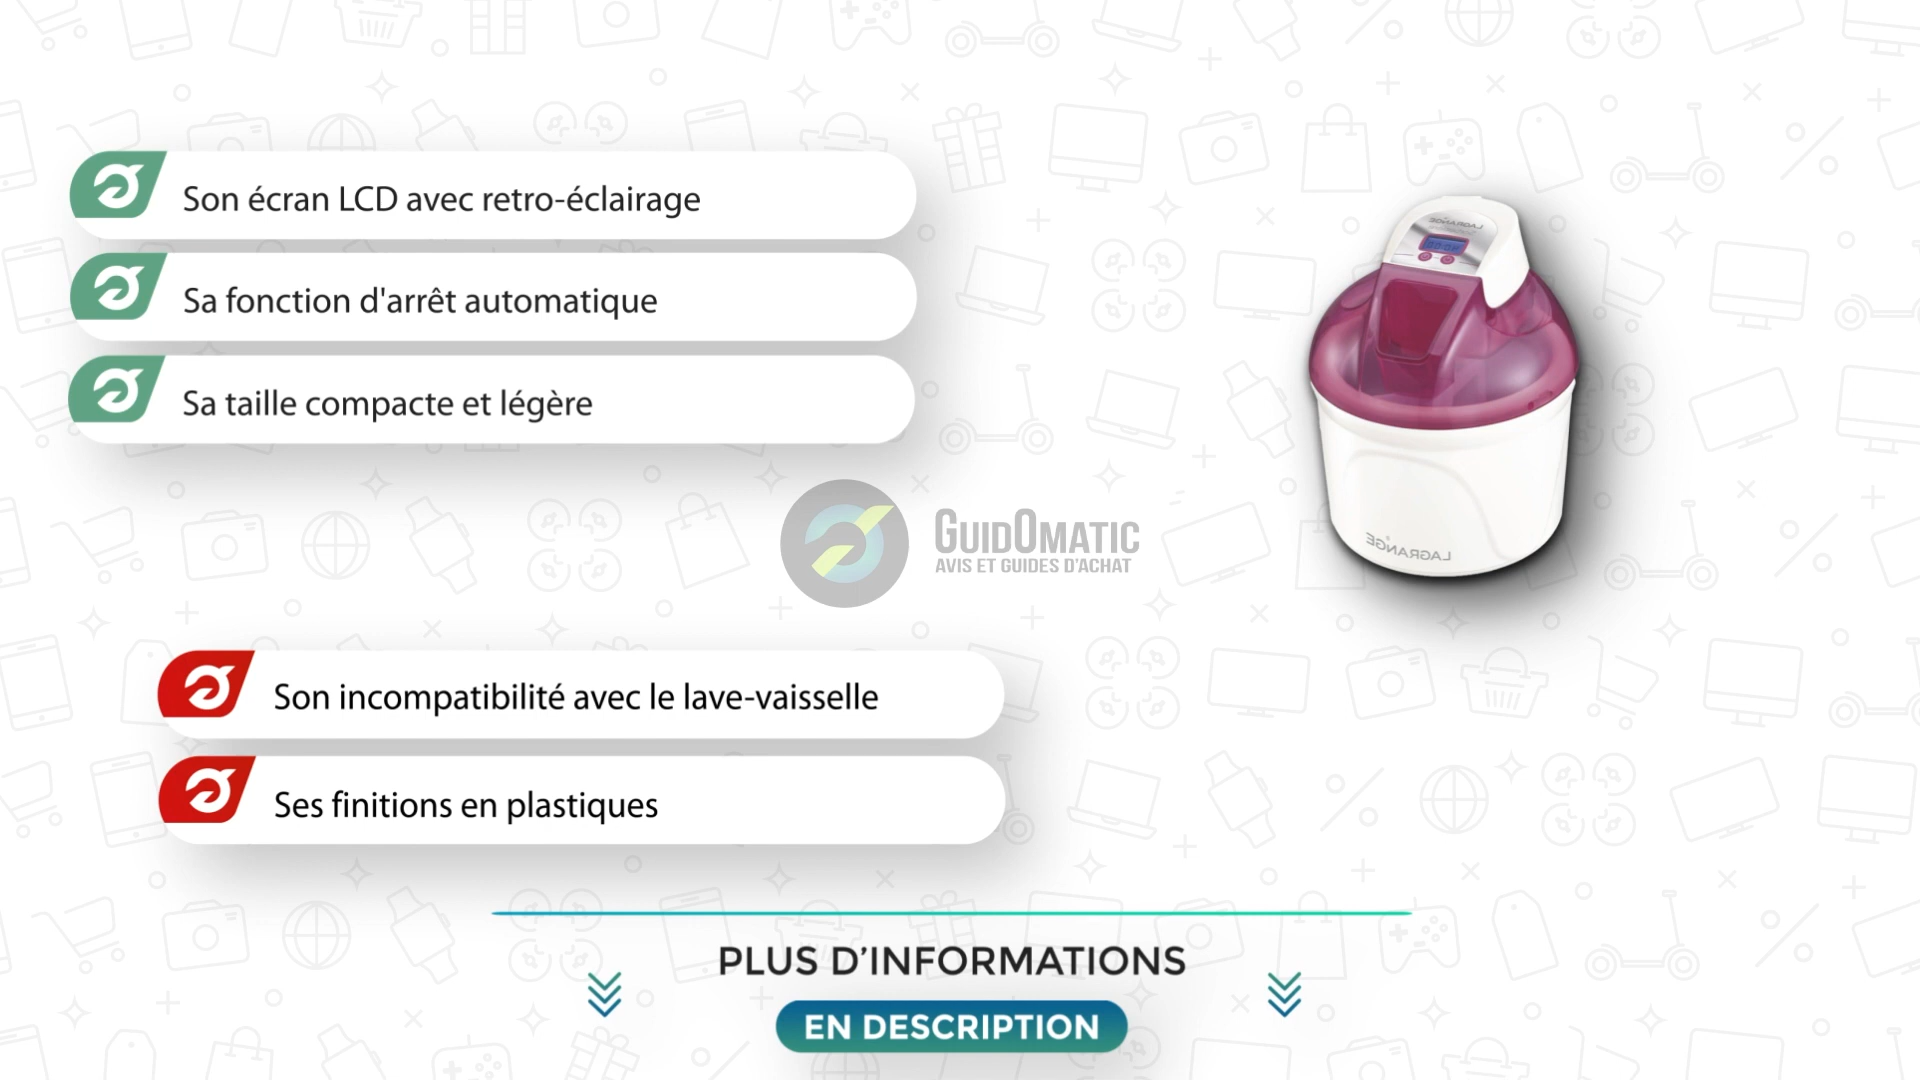 Son écran LCD avec retro-éclairage
Sa fonction d'arrêt automatique
Sa taille compacte et légère
LAGRANGE
LAGRANGE
GUIDOMATIC
AVIS ET GUIDES D'ACHAT
Son incompatibilité avec le lave-vaisselle
Ses finitions en plastiques
PLUS D’INFORMATIONS
EN DESCRIPTION